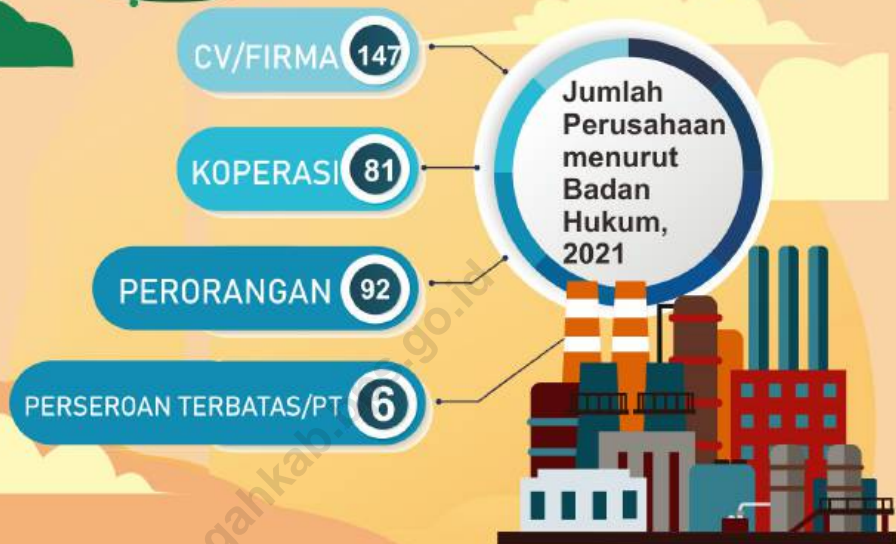 CV/FIRMA 147
KOPERASI 81
PERORANGAN 92
PERSEROAN TERBATAS/PT 6
Jumlah
Perusahaan
menurut
Badan
Hukum,
2021